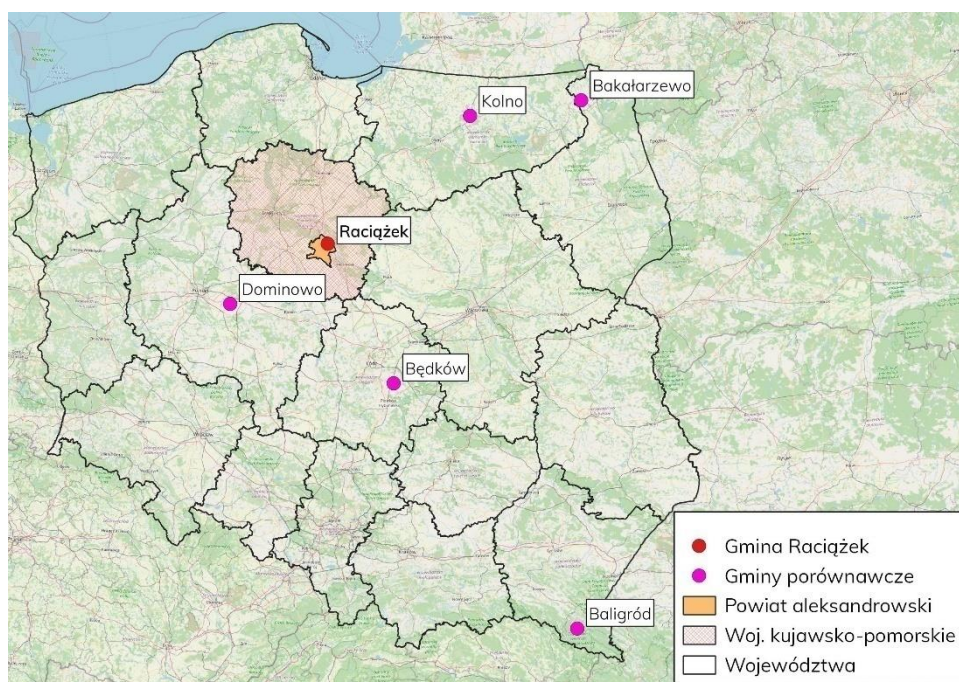 Kolno
Bakałarzewo
Raciążek
Dominowo
Będków
Baligród
Gmina Raciążek
Gminy porównawcze
Powiat aleksandrowski
Woj. kujawsko-pomorskie
Województwa